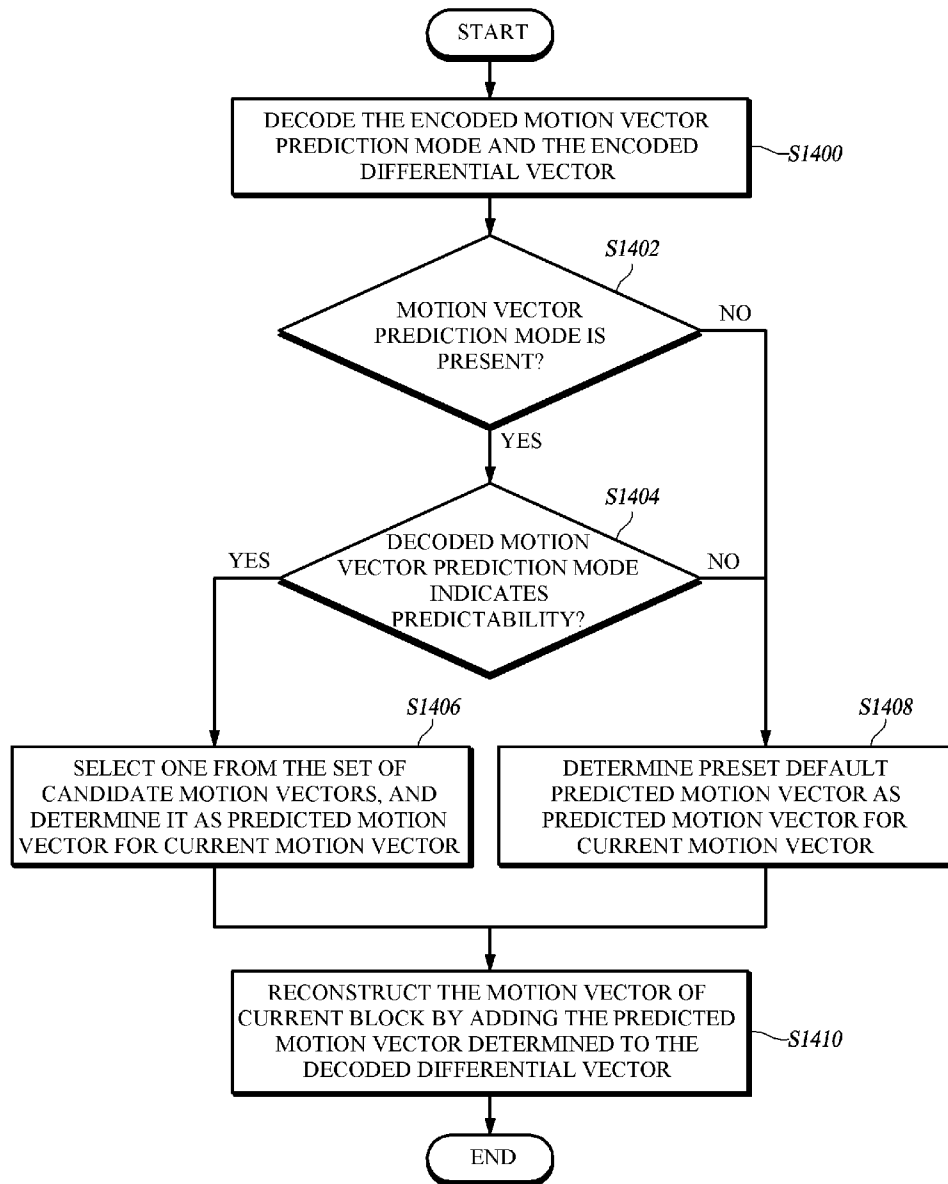 START
DECODE THE ENCODED MOTION VECTOR
PREDICTION MODE AND THE ENCODED
DIFFERENTIAL VECTOR
S1400
S1402
MOTION VECTOR
PREDICTION MODE IS
PRESENT?
NO
YES
S1404
DECODED MOTION
VECTOR PREDICTION MODE
INDICATES
PREDICTABILITY?
YES
NO
S1406
SELECT ONE FROM THE SET OF
CANDIDATE MOTION VECTORS, AND
DETERMINE IT AS PREDICTED MOTION
VECTOR FOR CURRENT MOTION VECTOR
S1408
DETERMINE PRESET DEFAULT
PREDICTED MOTION VECTOR AS
PREDICTED MOTION VECTOR FOR
CURRENT MOTION VECTOR
RECONSTRUCT THE MOTION VECTOR OF
CURRENT BLOCK BY ADDING THE PREDICTED
MOTION VECTOR DETERMINED TO THE
DECODED DIFFERENTIAL VECTOR
S1410
END